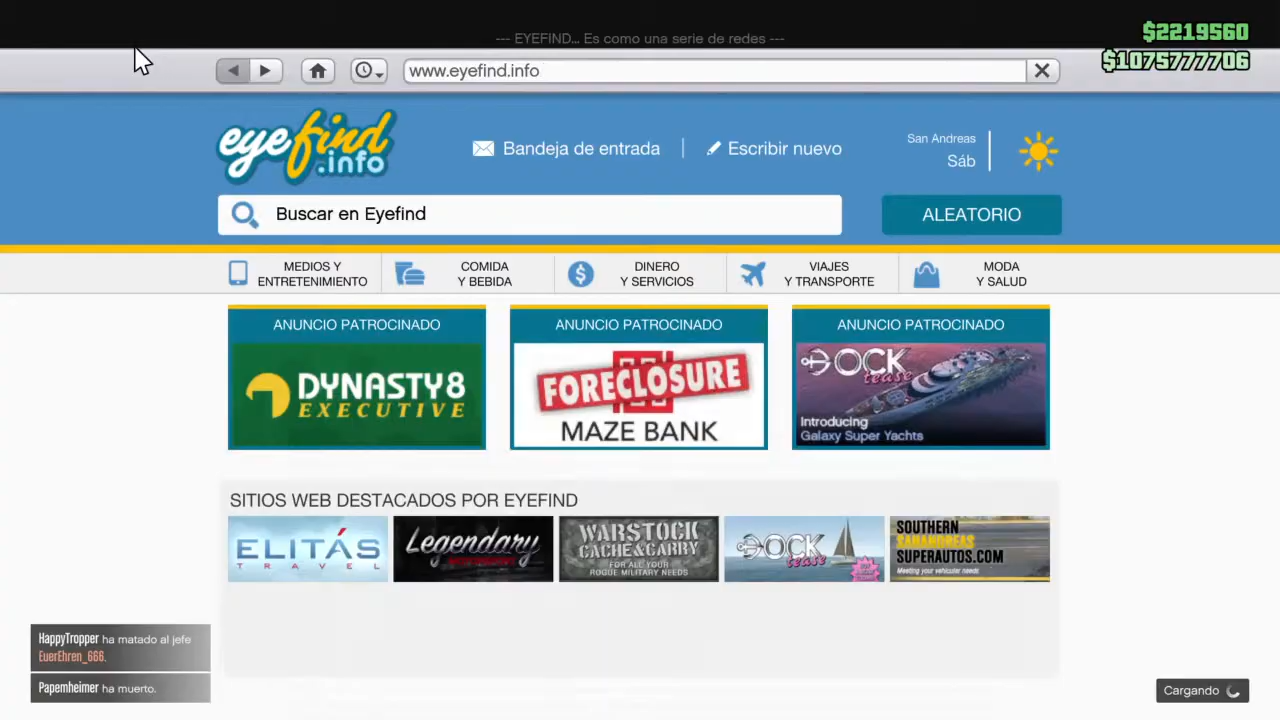 --- EYEFIND... Es como una serie de redes ---
$2219560
$1075777706
www.eyefind.info
eyefind
.info
Bandeja de entrada
Escribir nuevo
San Andreas
Sáb
Buscar en Eyefind
ALEATORIO
MEDIOS Y
ENTRETENIMIENTO
COMIDA
Y BEBIDA
DINERO
Y SERVICIOS
VIAJES
Y TRANSPORTE
MODA
Y SALUD
ANUNCIO PATROCINADO
DYNASTY8
EXECUTIVE
ANUNCIO PATROCINADO
FORECLOSURE
MAZE BANK
ANUNCIO PATROCINADO
DOCK
tease
Introducing
Galaxy Super Yachts
SITIOS WEB DESTACADOS POR EYEFIND
ELITÁS
TRAVEL
Legendary
WARSTOCK
CACHE & CARRY
FOR ALL YOUR
ROGUE MILITARY NEEDS
DOCK
tease
SOUTHERN
SANANDREAS
SUPERAUTOS.COM
Meeting your vehicular needs
HappyTropper ha matado al jefe
EuerEhren_666.
Papemheimer ha muerto.
Cargando